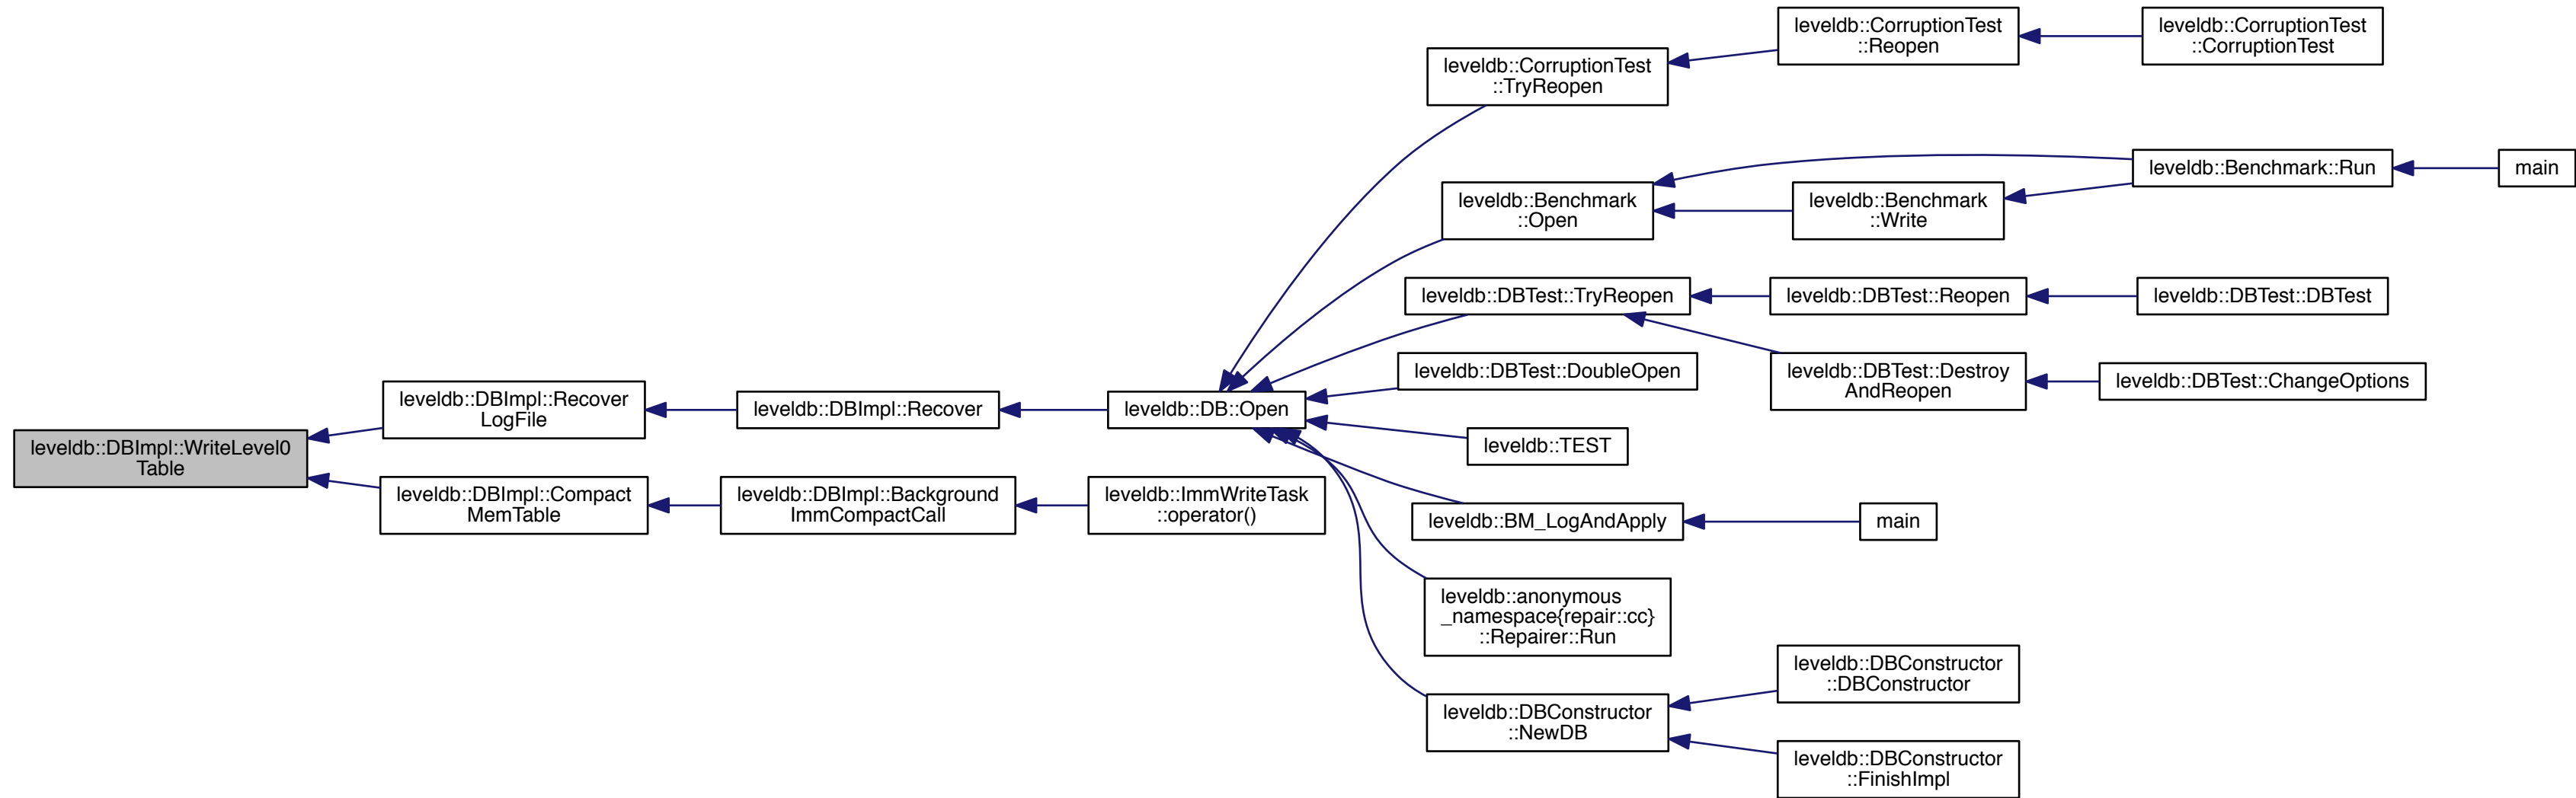 leveldb::CorruptionTest
::Reopen
leveldb::CorruptionTest
::CorruptionTest
leveldb::CorruptionTest
::TryReopen
leveldb::Benchmark::Run
main
leveldb::Benchmark
::Open
leveldb::Benchmark
::Write
leveldb::DBTest::TryReopen
leveldb::DBTest::Reopen
leveldb::DBTest::DBTest
leveldb::DBTest::DoubleOpen
leveldb::DBTest::Destroy
AndReopen
leveldb::DBTest::ChangeOptions
leveldb::DBImpl::Recover
LogFile
leveldb::DBImpl::Recover
leveldb::DB::Open
leveldb::DBImpl::WriteLevel0
Table
leveldb::TEST
leveldb::DBImpl::Compact
MemTable
leveldb::DBImpl::Background
ImmCompactCall
leveldb::ImmWriteTask
::operator()
leveldb::BM_LogAndApply
main
leveldb::anonymous
_namespace{repair::cc}
::Repairer::Run
leveldb::DBConstructor
::DBConstructor
leveldb::DBConstructor
::NewDB
leveldb::DBConstructor
::FinishImpl